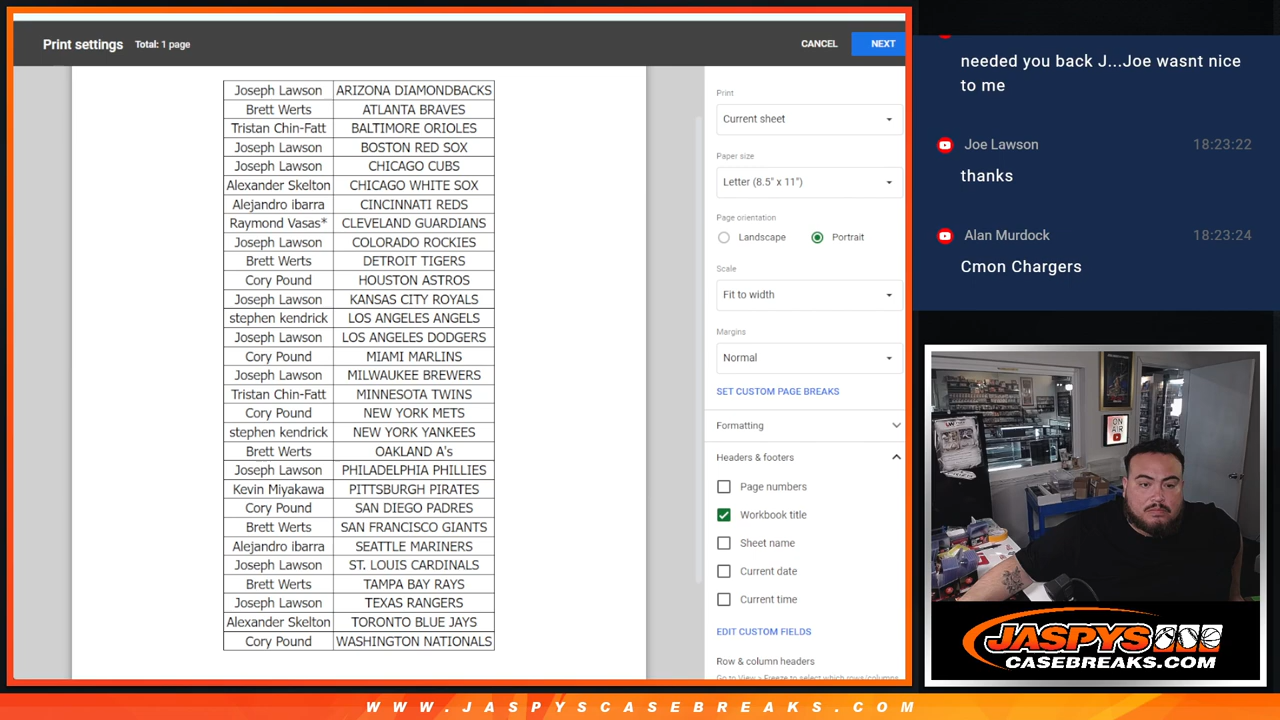 Print settings Total: 1 page
CANCEL NEXT
Joseph Lawson ARIZONA DIAMONDBACKS
Brett Werts ATLANTA BRAVES
Tristan Chin-Fatt BALTIMORE ORIOLES
Joseph Lawson BOSTON RED SOX
Joseph Lawson CHICAGO CUBS
Alexander Skelton CHICAGO WHITE SOX
Alejandro ibarra CINCINNATI REDS
Raymond Vasas* CLEVELAND GUARDIANS
Joseph Lawson COLORADO ROCKIES
Brett Werts DETROIT TIGERS
Cory Pound HOUSTON ASTROS
Joseph Lawson KANSAS CITY ROYALS
stephen kendrick LOS ANGELES ANGELS
Joseph Lawson LOS ANGELES DODGERS
Cory Pound MIAMI MARLINS
Joseph Lawson MILWAUKEE BREWERS
Tristan Chin-Fatt MINNESOTA TWINS
Cory Pound NEW YORK METS
stephen kendrick NEW YORK YANKEES
Brett Werts OAKLAND A's
Joseph Lawson PHILADELPHIA PHILLIES
Kevin Miyakawa PITTSBURGH PIRATES
Cory Pound SAN DIEGO PADRES
Brett Werts SAN FRANCISCO GIANTS
Alejandro ibarra SEATTLE MARINERS
Joseph Lawson ST. LOUIS CARDINALS
Brett Werts TAMPA BAY RAYS
Joseph Lawson TEXAS RANGERS
Alexander Skelton TORONTO BLUE JAYS
Cory Pound WASHINGTON NATIONALS
Print
Current sheet
Paper size
Letter (8.5" x 11")
Page orientation
Landscape Portrait
Scale
Fit to width
Margins
Normal
SET CUSTOM PAGE BREAKS
Formatting
Headers & footers
Page numbers
Workbook title
Sheet name
Current date
Current time
EDIT CUSTOM FIELDS
Row & column headers
Go to View > Freeze to select which rows/columns
needed you back J...Joe wasnt nice
to me
Joe Lawson 18:23:22
thanks
Alan Murdock 18:23:24
Cmon Chargers
ON
AIR
JASPYS
CASEBREAKS.COM
WWW.JASPYSCASEBREAKS.COM